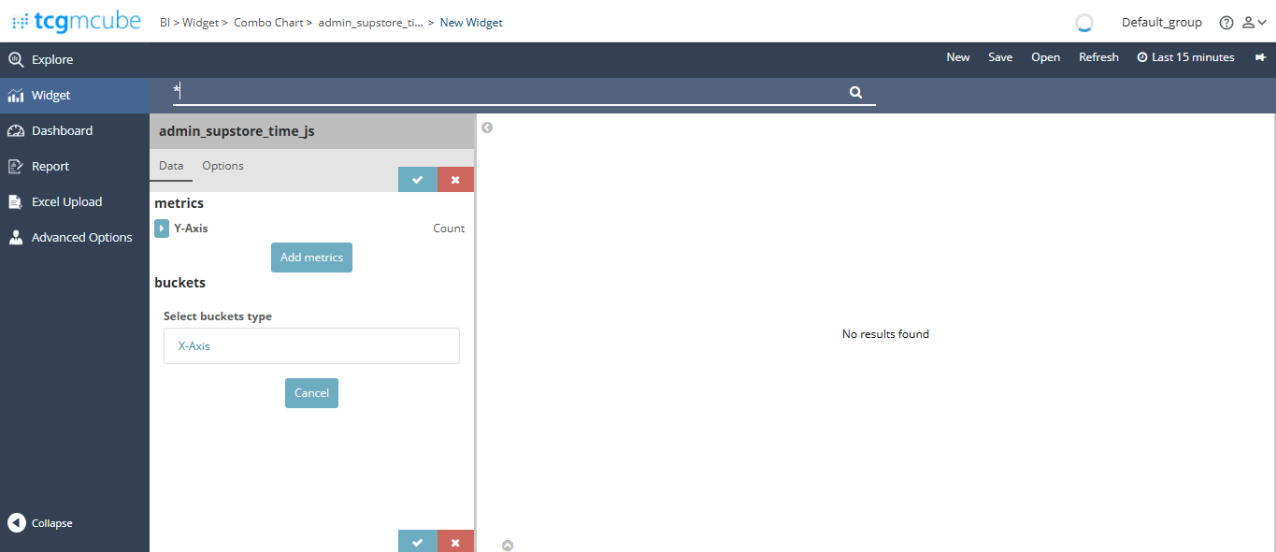 tcgmcube
BI > Widget > Combo Chart > admin_supstore_ti... > New Widget
Default_group
Explore
New Save Open Refresh Last 15 minutes
Widget
*
Dashboard
admin_supstore_time_js
Report
Data Options
Excel Upload
metrics
Advanced Options
Y-Axis Count
Add metrics
buckets
Select buckets type
X-Axis
No results found
Cancel
Collapse